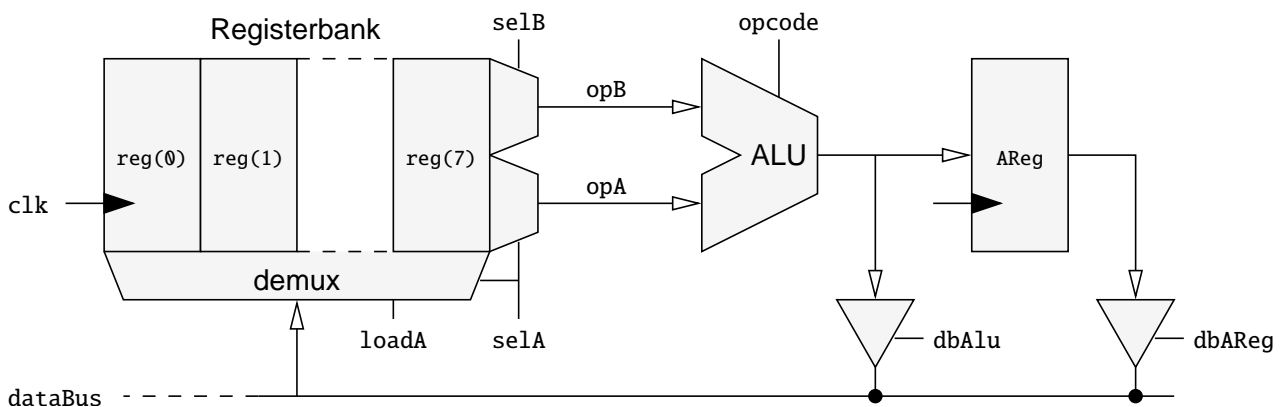 selB opcode
Registerbank
opB
reg(0) reg(1) reg(7) ALU AReg
opA
clk
demux
loadA selA dbAlu dbAReg
dataBus